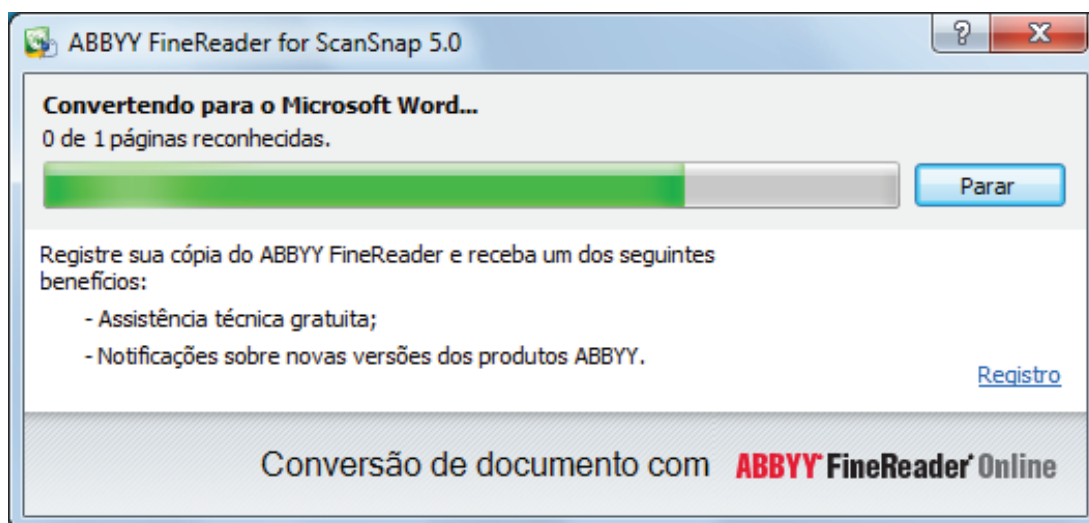 ABBYY FineReader for ScanSnap 5.0
Convertendo para o Microsoft Word...
0 de 1 páginas reconhecidas.
Parar
Registre sua cópia do ABBYY FineReader e receba um dos seguintes
benefícios:
- Assistência técnica gratuita;
- Notificações sobre novas versões dos produtos ABBYY.
Registro
Conversão de documento com ABBYY FineReader Online